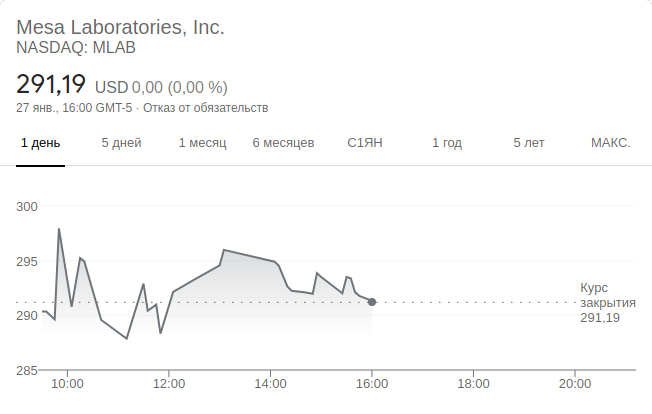 Mesa Laboratories, Inc.
NASDAQ: MLAB
291,19 USD 0,00 (0,00 %)
27 янв., 16:00 GMT-5 · Отказ от обязательств
1 день 5 дней 1 месяц 6 месяцев С1ЯН 1 год 5 лет МАКС.
300
295
290
285
Курс
закрытия
291,19
10:00 12:00 14:00 16:00 18:00 20:00